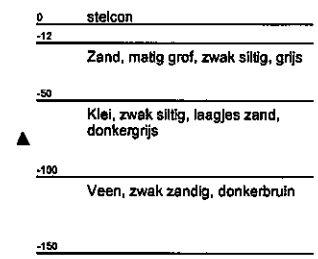 0 stelcon
-12
Zand, matig grof, zwak siltig, grijs
-50
Klei, zwak siltig, laagjes zand,
donkergrijs
-100
Veen, zwak zandig, donkerbruin
-150